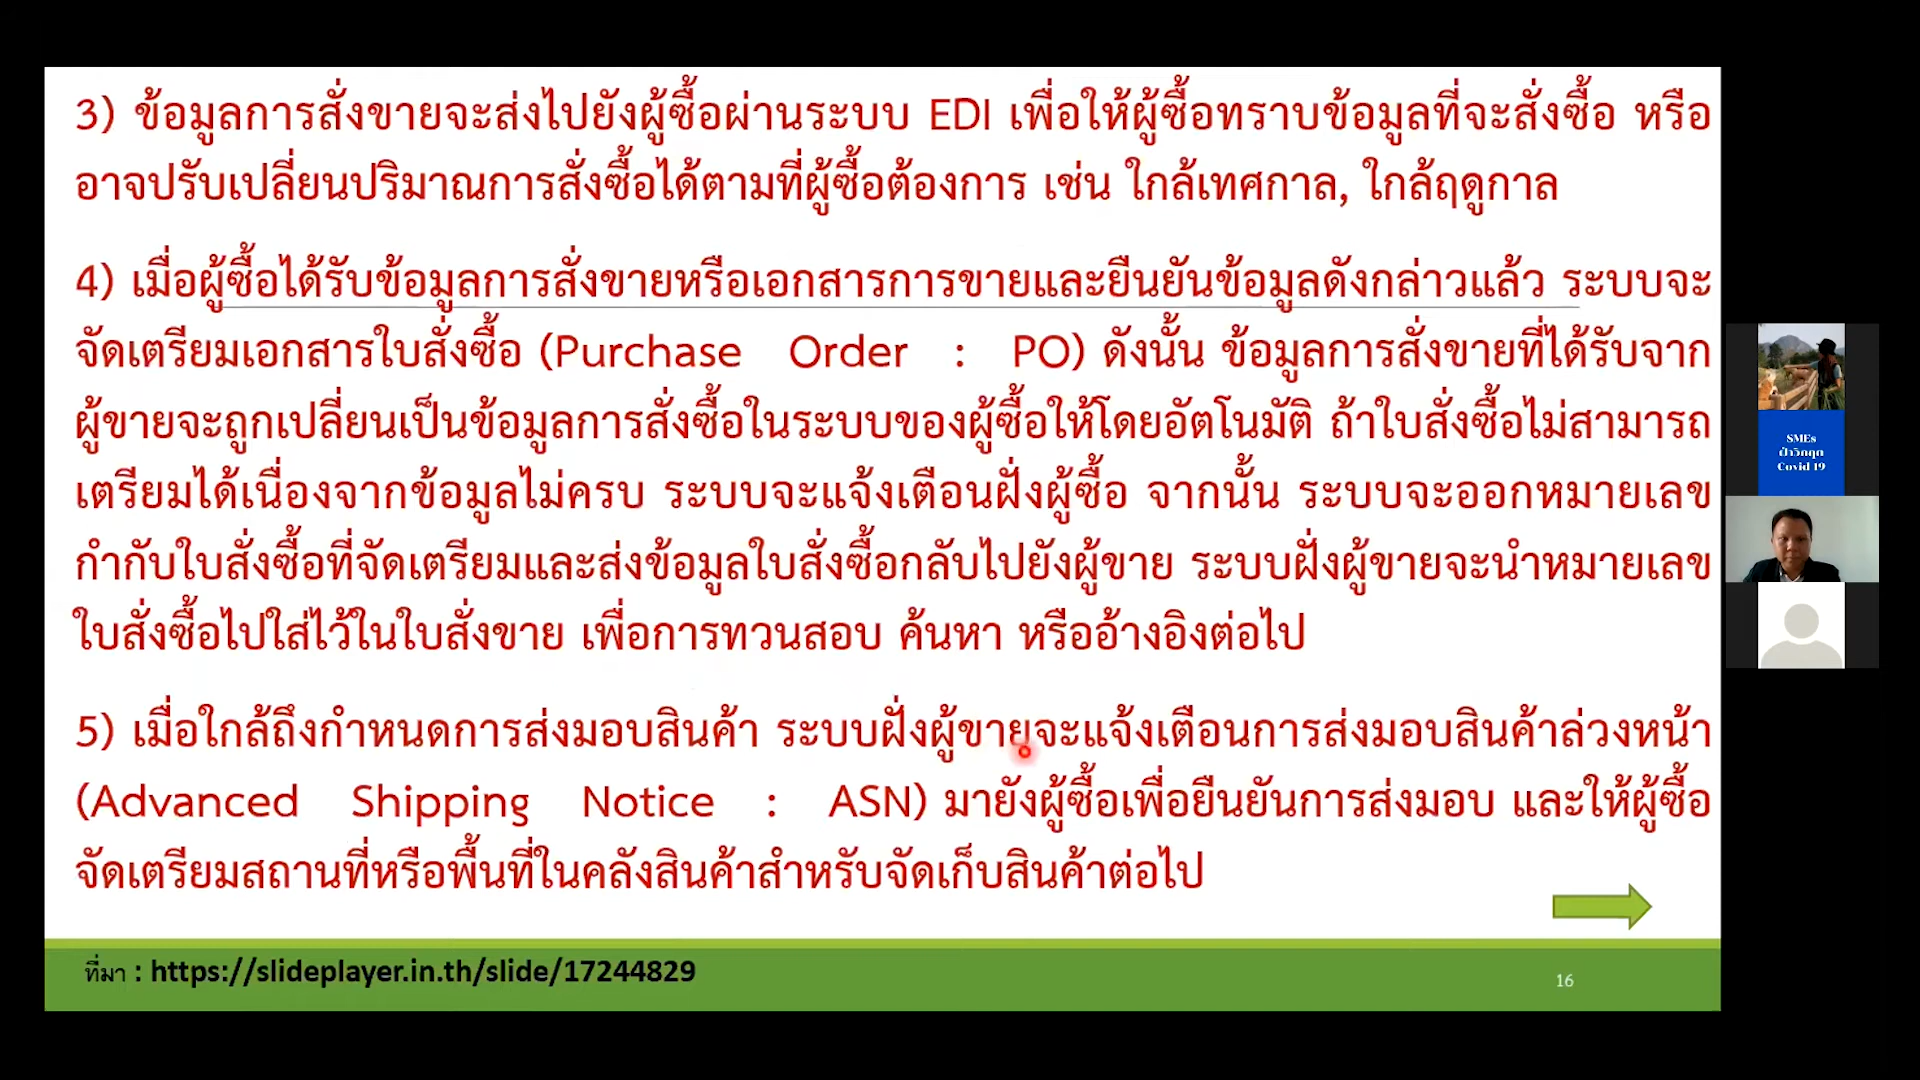 3) ข้อมูลการสั่งขายจะส่งไปยังผู้ซื้อผ่านระบบ EDI เพื่อให้ผู้ซื้อทราบข้อมูลที่จะสั่งซื้อ หรือ
อาจปรับเปลี่ยนปริมาณการสั่งซื้อได้ตามที่ผู้ซื้อต้องการ เช่น ใกล้เทศกาล, ใกล้ฤดูกาล
4) เมื่อผู้ซื้อได้รับข้อมูลการสั่งขายหรือเอกสารการขายและยืนยันข้อมูลดังกล่าวแล้ว ระบบจะ
จัดเตรียมเอกสารใบสั่งซื้อ (Purchase Order : PO) ดังนั้น ข้อมูลการสั่งขายที่ได้รับจาก
ผู้ขายจะถูกเปลี่ยนเป็นข้อมูลการสั่งซื้อในระบบของผู้ซื้อให้โดยอัตโนมัติ ถ้าใบสั่งซื้อไม่สามารถ
เตรียมได้เนื่องจากข้อมูลไม่ครบ ระบบจะแจ้งเตือนฝั่งผู้ซื้อ จากนั้น ระบบจะออกหมายเลข
กำกับใบสั่งซื้อที่จัดเตรียมและส่งข้อมูลใบสั่งซื้อกลับไปยังผู้ขาย ระบบฝั่งผู้ขายจะนำหมายเลข
ใบสั่งซื้อไปใส่ไว้ในใบสั่งขาย เพื่อการทวนสอบ ค้นหา หรืออ้างอิงต่อไป
5) เมื่อใกล้ถึงกำหนดการส่งมอบสินค้า ระบบฝั่งผู้ขายจะแจ้งเตือนการส่งมอบสินค้าล่วงหน้า
(Advanced Shipping Notice : ASN) มายังผู้ซื้อเพื่อยืนยันการส่งมอบ และให้ผู้ซื้อ
จัดเตรียมสถานที่หรือพื้นที่ในคลังสินค้าสำหรับจัดเก็บสินค้าต่อไป
ที่มา : https://slideplayer.in.th/slide/17244829
16
SMEs
ฝ่าวิกฤต
Covid 19